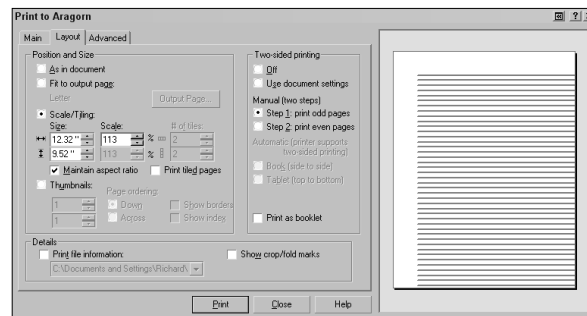 Print to Aragorn
Main Layout Advanced
Position and Size
As in document
Fit to output page:
Letter Output Page...
Scale/Tiling:
Size: Scale: # of tiles:
12.32 " 113 % 2
9.52 " 113 % 2
Maintain aspect ratio Print tiled pages
Thumbnails:
Page ordering:
1 Down Show borders
1 Across Show index
Two-sided printing
Off
Use document settings
Manual (two steps)
Step 1: print odd pages
Step 2: print even pages
Automatic (printer supports
two-sided printing)
Book (side to side)
Tablet (top to bottom)
Print as booklet
Details
Print file information: Show crop/fold marks
C:\Documents and Settings\Richard\
Print Close Help